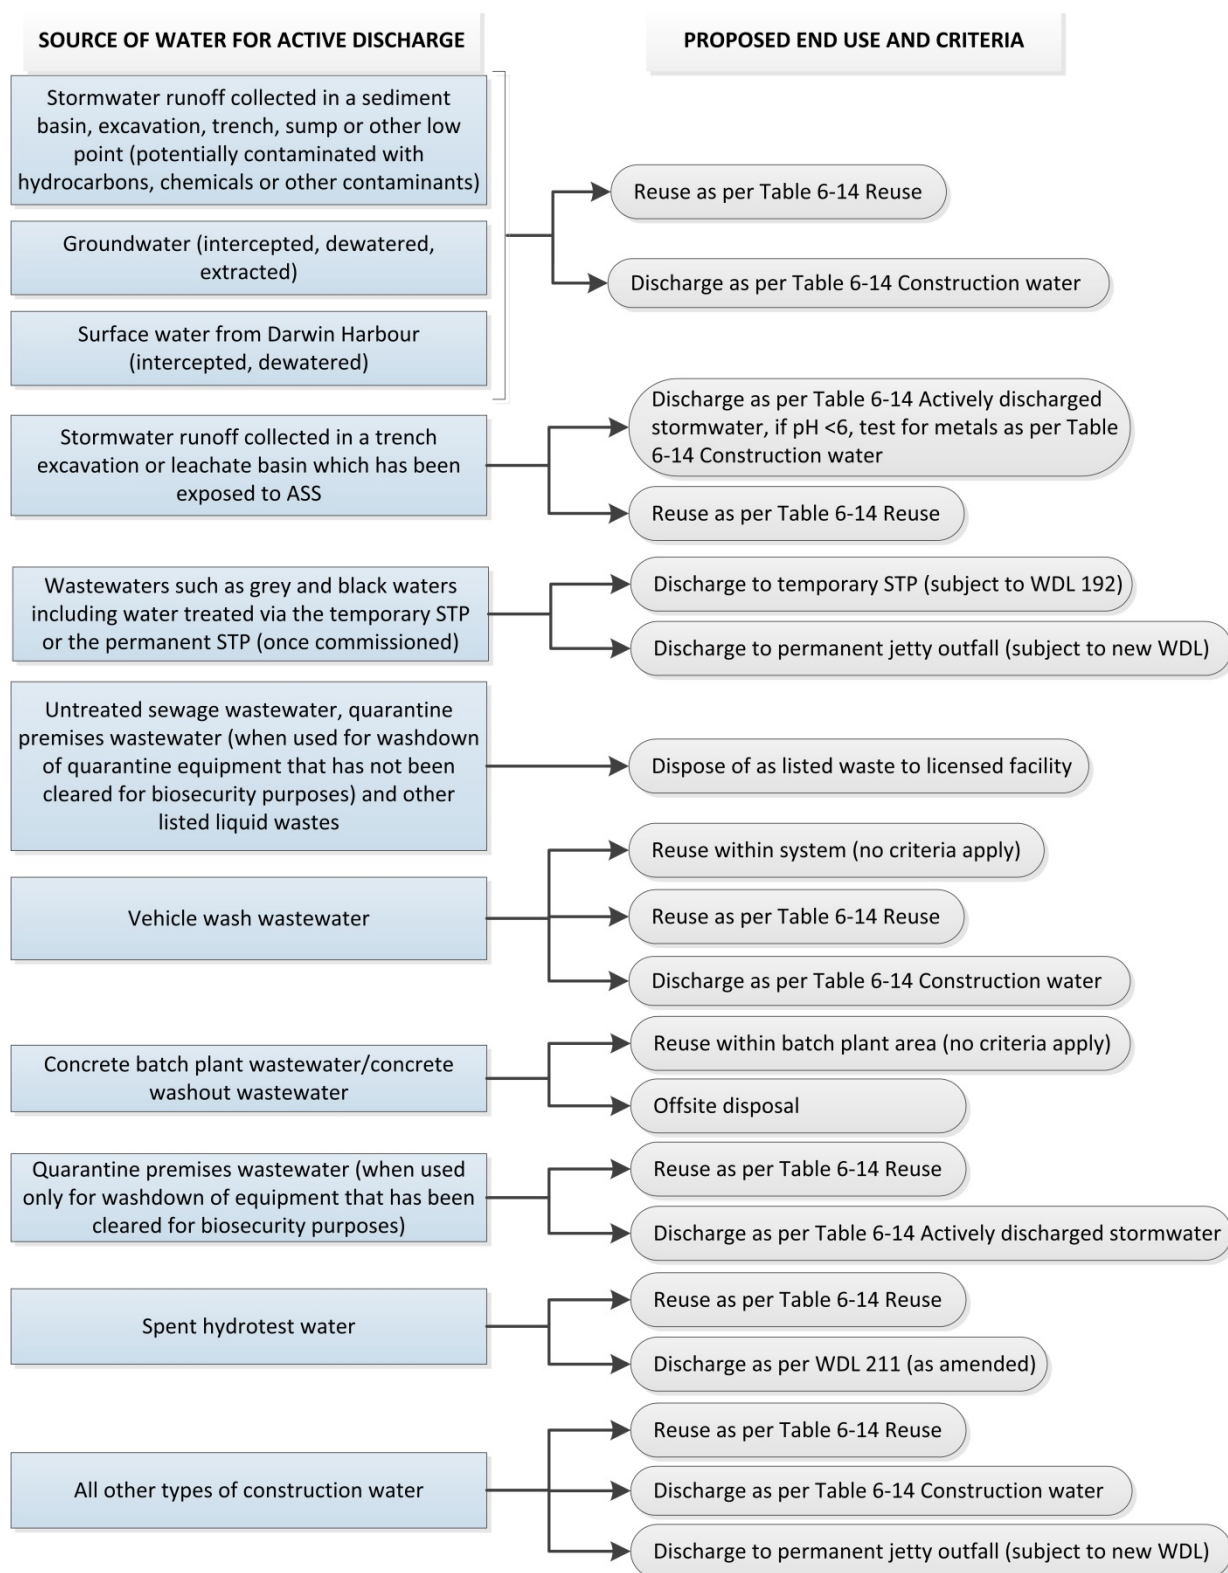 SOURCE OF WATER FOR ACTIVE DISCHARGE
PROPOSED END USE AND CRITERIA
Stormwater runoff collected in a sediment
basin, excavation, trench, sump or other low
point (potentially contaminated with
hydrocarbons, chemicals or other contaminants)
Groundwater (intercepted, dewatered,
extracted)
Surface water from Darwin Harbour
(intercepted, dewatered)
Reuse as per Table 6-14 Reuse
Discharge as per Table 6-14 Construction water
Stormwater runoff collected in a trench
excavation or leachate basin which has been
exposed to ASS
Discharge as per Table 6-14 Actively discharged
stormwater, if pH <6, test for metals as per Table
6-14 Construction water
Reuse as per Table 6-14 Reuse
Wastewaters such as grey and black waters
including water treated via the temporary STP
or the permanent STP (once commissioned)
Discharge to temporary STP (subject to WDL 192)
Discharge to permanent jetty outfall (subject to new WDL)
Untreated sewage wastewater, quarantine
premises wastewater (when used for washdown
of quarantine equipment that has not been
cleared for biosecurity purposes) and other
listed liquid wastes
Dispose of as listed waste to licensed facility
Vehicle wash wastewater
Reuse within system (no criteria apply)
Reuse as per Table 6-14 Reuse
Discharge as per Table 6-14 Construction water
Concrete batch plant wastewater/concrete
washout wastewater
Reuse within batch plant area (no criteria apply)
Offsite disposal
Quarantine premises wastewater (when used
only for washdown of equipment that has been
cleared for biosecurity purposes)
Reuse as per Table 6-14 Reuse
Discharge as per Table 6-14 Actively discharged stormwater
Spent hydrotest water
Reuse as per Table 6-14 Reuse
Discharge as per WDL 211 (as amended)
All other types of construction water
Reuse as per Table 6-14 Reuse
Discharge as per Table 6-14 Construction water
Discharge to permanent jetty outfall (subject to new WDL)